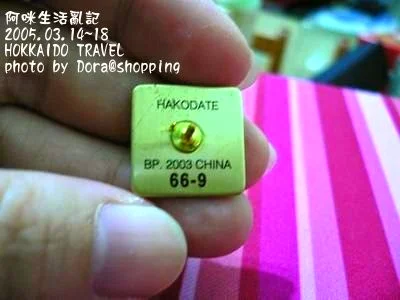 阿咪生活亂記
2005.03.14~18
HOKKAIDO TRAVEL
photo by Dora@shopping
HAKODATE
BP. 2003 CHINA
66-9